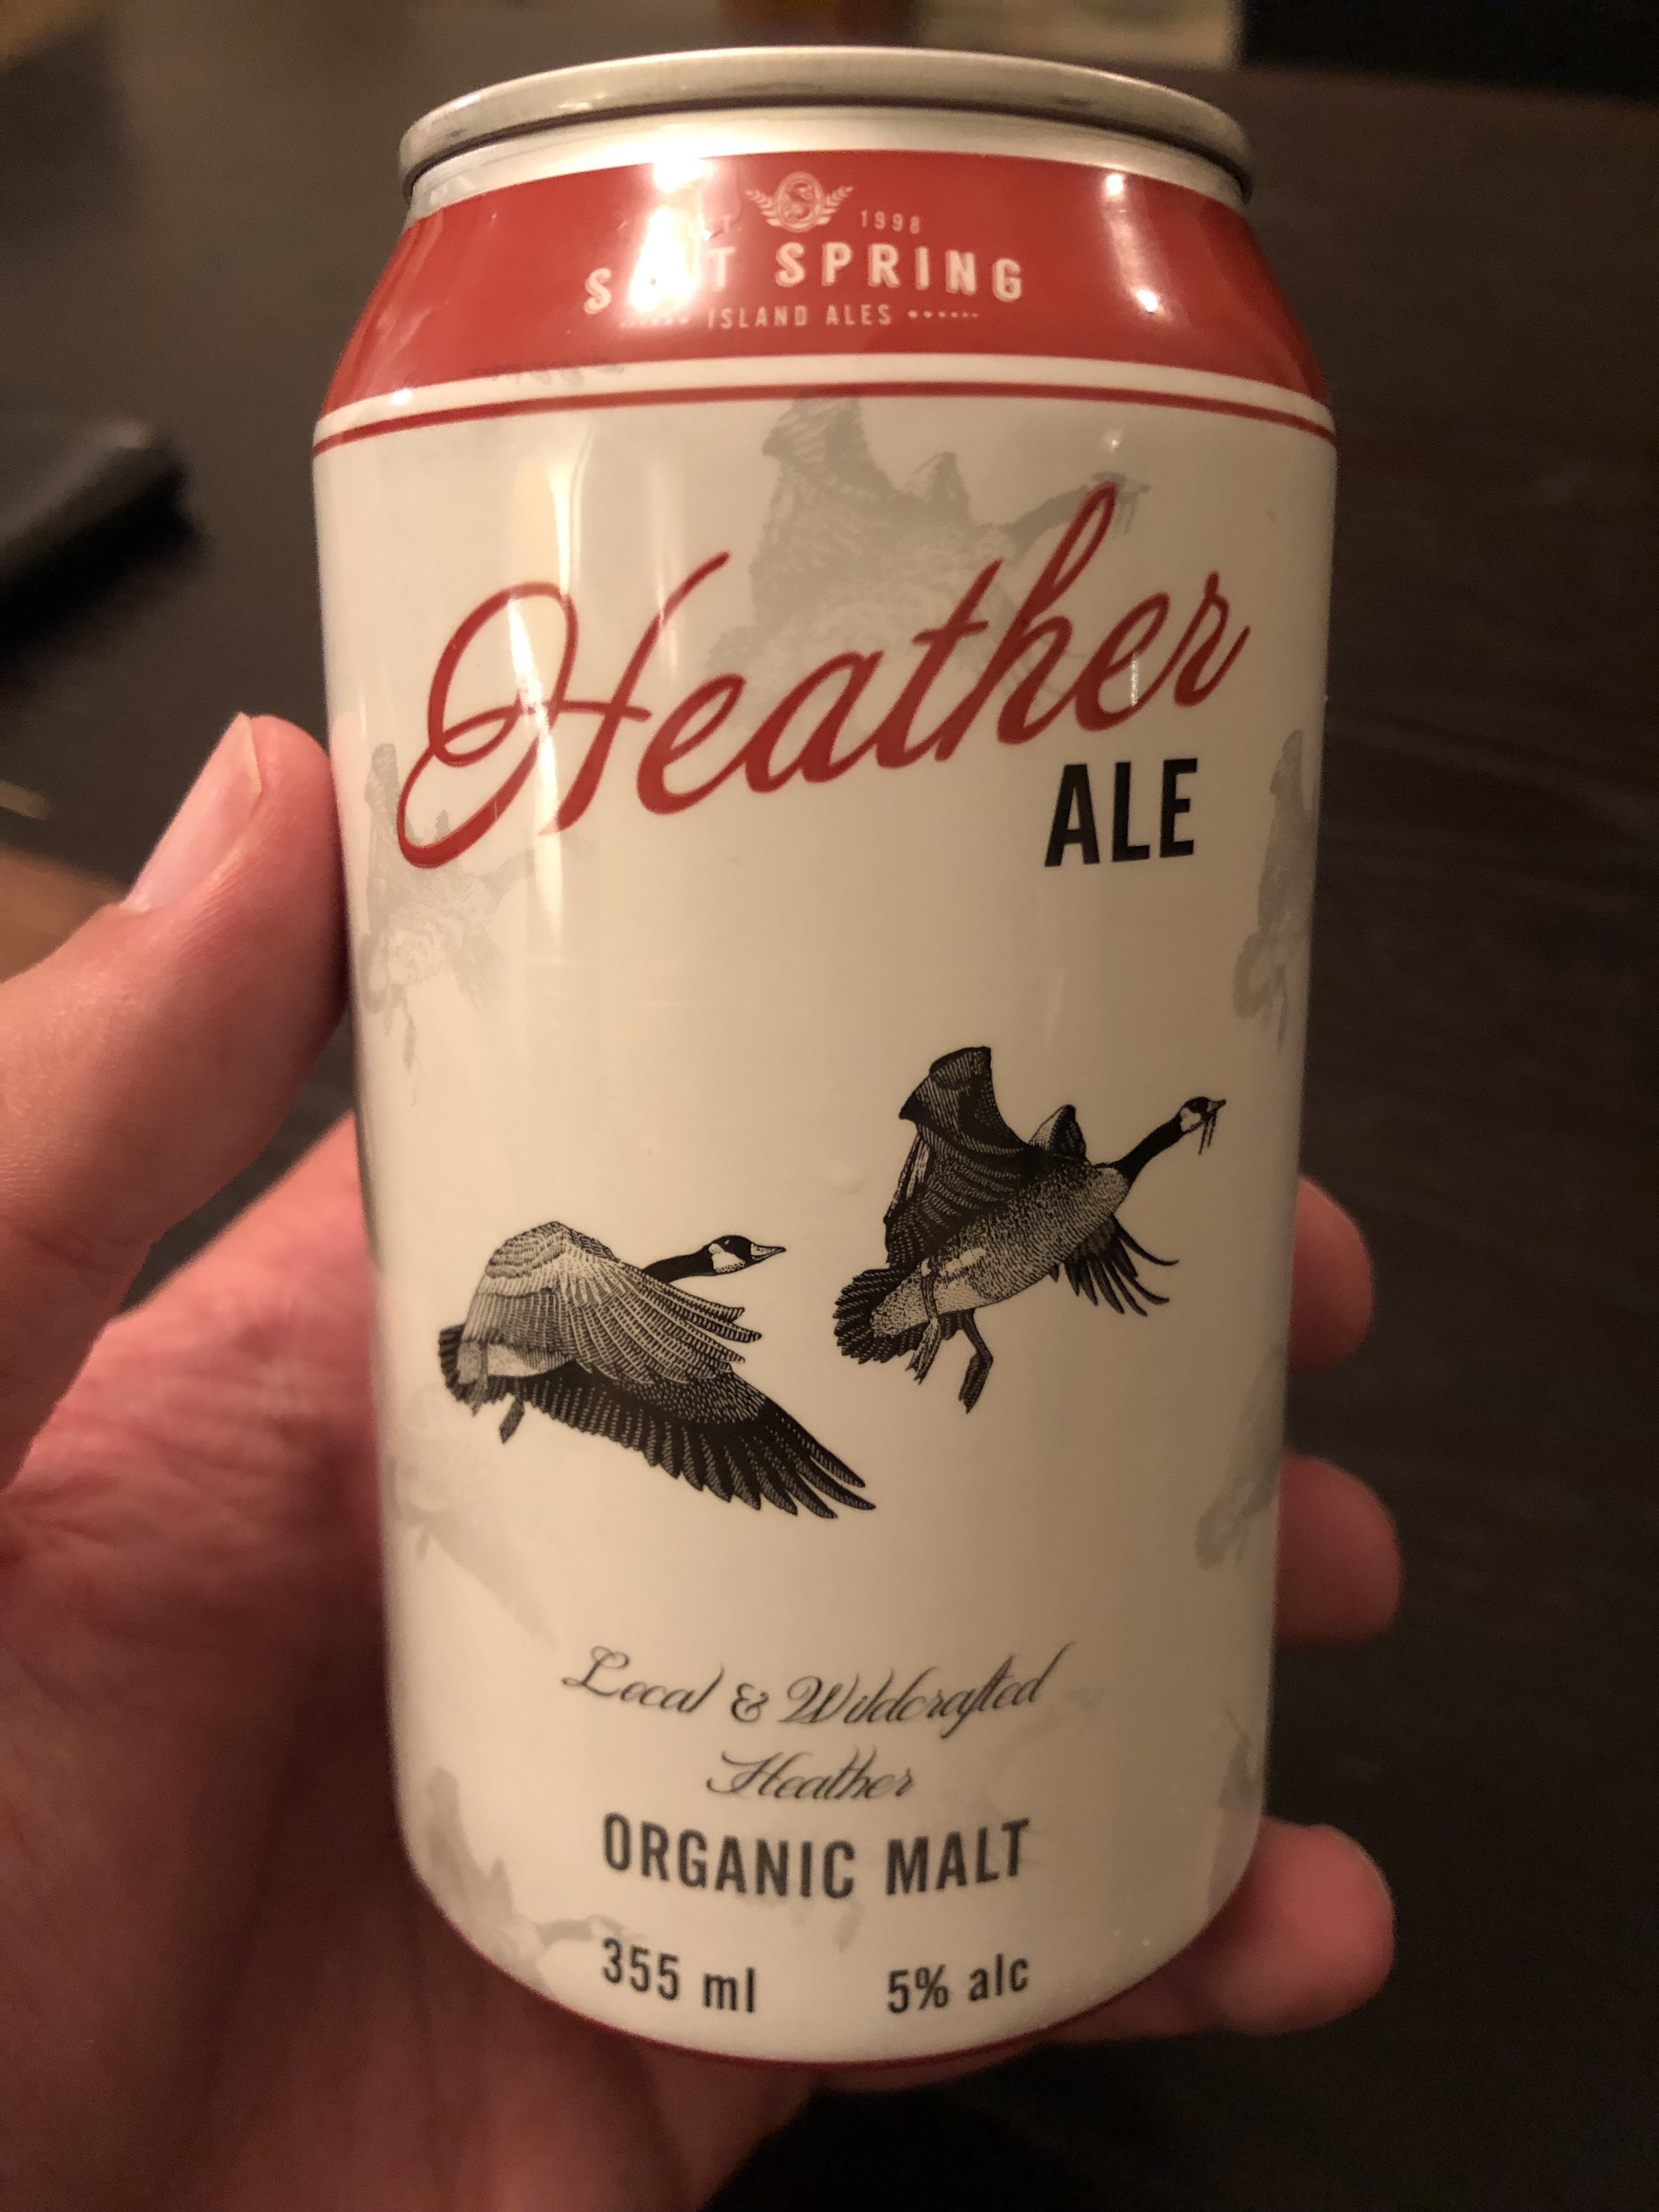 1998
SPRING
ISLAND ALES
Heather
ALE
Local & Wildcrafted
Heather
ORGANIC MALT
355 ml 5% alc